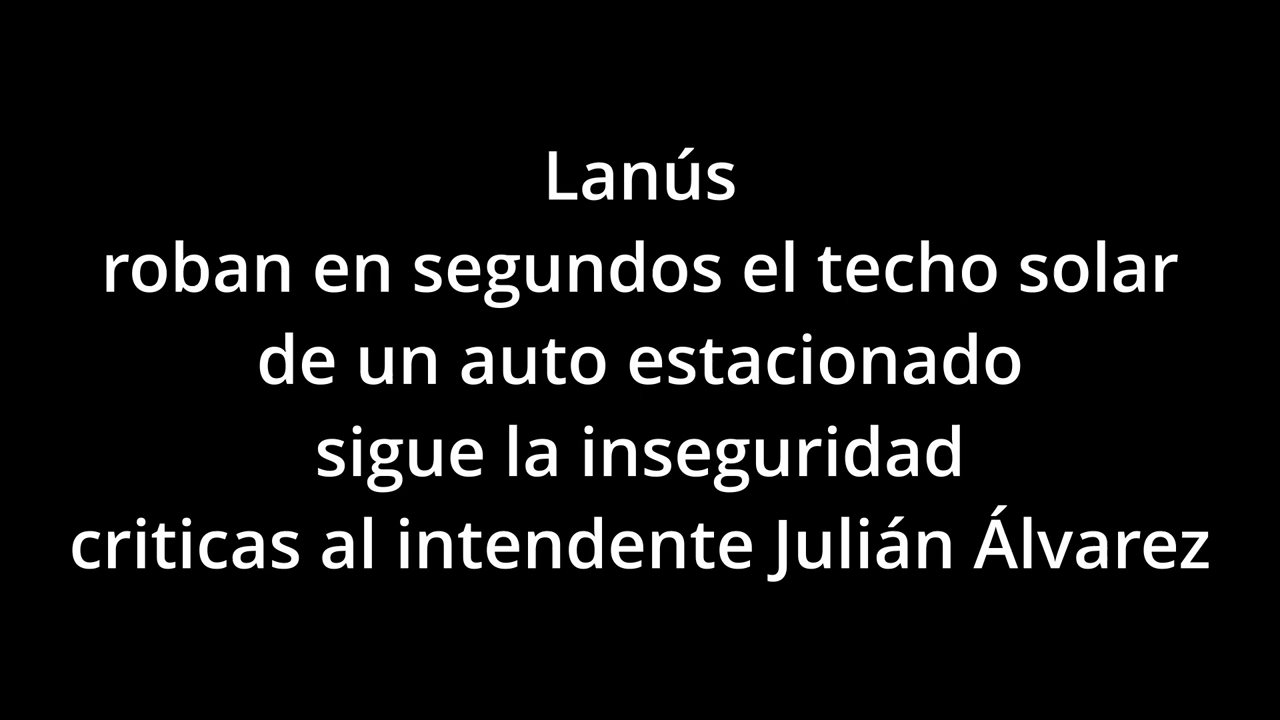 Lanús
roban en segundos el techo solar
de un auto estacionado
sigue la inseguridad
criticas al intendente Julián Álvarez